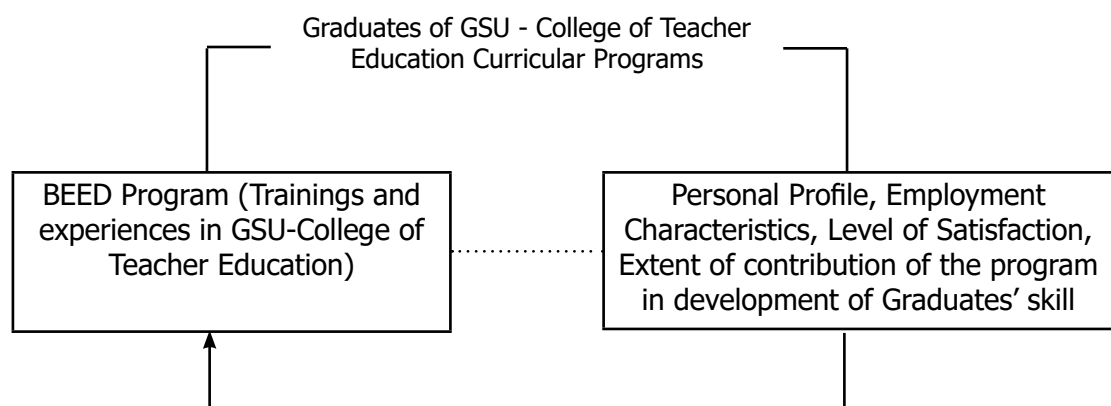 Graduates of GSU - College of Teacher
Education Curricular Programs
BEED Program (Trainings and
experiences in GSU-College of
Teacher Education)
Personal Profile, Employment
Characteristics, Level of Satisfaction,
Extent of contribution of the program
in development of Graduates’ skill